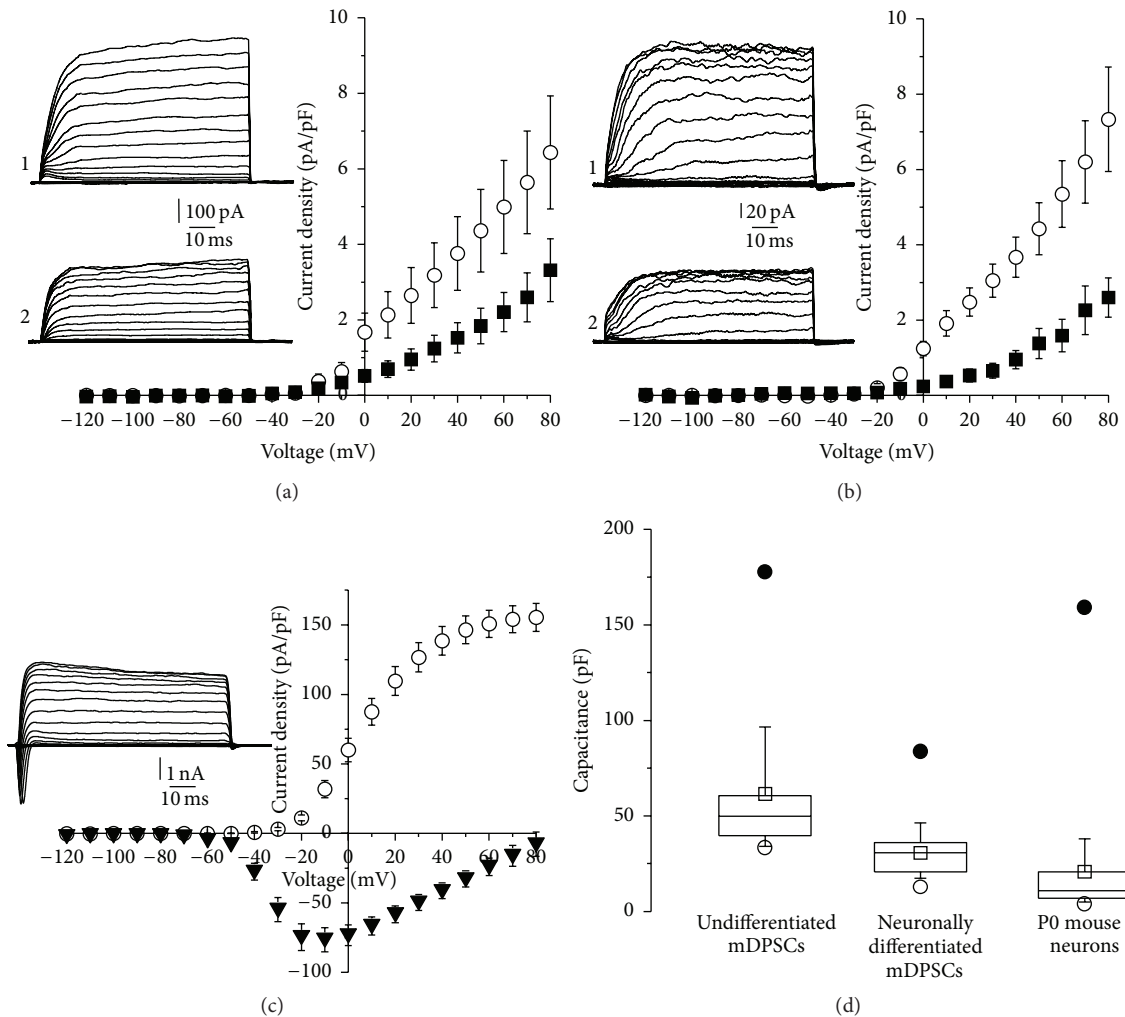 10
8
6
4
2
0
Current density (pA/pF)
1
100 pA
10 ms
2
−120 −100 −80 −60 −40 −20 0 20 40 60 80
Voltage (mV)
(a)
10
8
6
4
2
0
Current density (pA/pF)
1
20 pA
10 ms
2
−120 −100 −80 −60 −40 −20 0 20 40 60 80
Voltage (mV)
(b)
150
100
50
0
−100
Current density (pA/pF)
1 nA
10 ms
−120 −100 −80 −60 −40 −20 0 20 40 60 80
Voltage (mV)
(c)
200
150
100
50
0
Capacitance (pF)
Undifferentiated
mDPSCs
Neuronally
differentiated
mDPSCs
P0 mouse
neurons
(d)